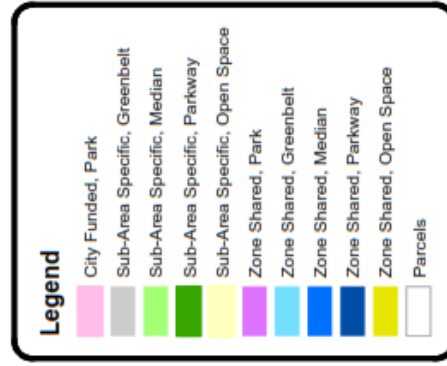 Legend
City Funded, Park
Sub-Area Specific, Greenbelt
Sub-Area Specific, Median
Sub-Area Specific, Parkway
Sub-Area Specific, Open Space
Zone Shared, Park
Zone Shared, Greenbelt
Zone Shared, Median
Zone Shared, Parkway
Zone Shared, Open Space
Parcels